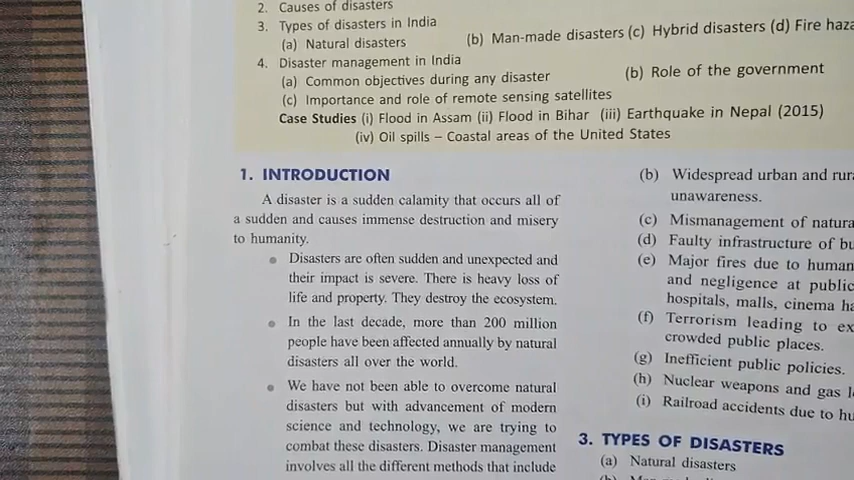 2. Causes of disasters
3. Types of disasters in India
(a) Natural disasters (b) Man-made disasters (c) Hybrid disasters (d) Fire
4. Disaster management in India
(a) Common objectives during any disaster (b) Role of the government
(c) Importance and role of remote sensing satellites
Case Studies (i) Flood in Assam (ii) Flood in Bihar (iii) Earthquake in Nepal (2015)
(iv) Oil spills – Coastal areas of the United States
1. INTRODUCTION
A disaster is a sudden calamity that occurs all of
a sudden and causes immense destruction and misery
to humanity.
• Disasters are often sudden and unexpected and
their impact is severe. There is heavy loss of
life and property. They destroy the ecosystem.
• In the last decade, more than 200 million
people have been affected annually by natural
disasters all over the world.
• We have not been able to overcome natural
disasters but with advancement of modern
science and technology, we are trying to
combat these disasters. Disaster management
involves all the different methods that include
(b) Widespread urban and
unawareness.
(c) Mismanagement of
(d) Faulty infrastructure of
(e) Major fires due to human
and negligence at public
hospitals, malls, cinema
(f) Terrorism leading to
crowded public places.
(g) Inefficient public policies.
(h) Nuclear weapons and gas
(i) Railroad accidents due to
3. TYPES OF DISASTERS
(a) Natural disasters